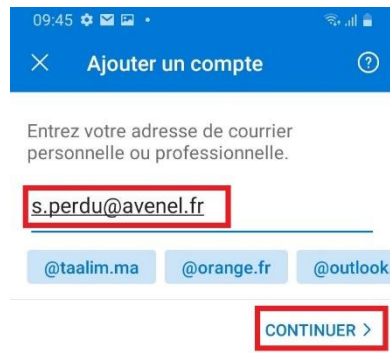 09:45
Ajouter un compte
Entrez votre adresse de courrier
personnelle ou professionnelle.
s.perdu@avenel.fr
@taalim.ma @orange.fr @outlook
CONTINUER >